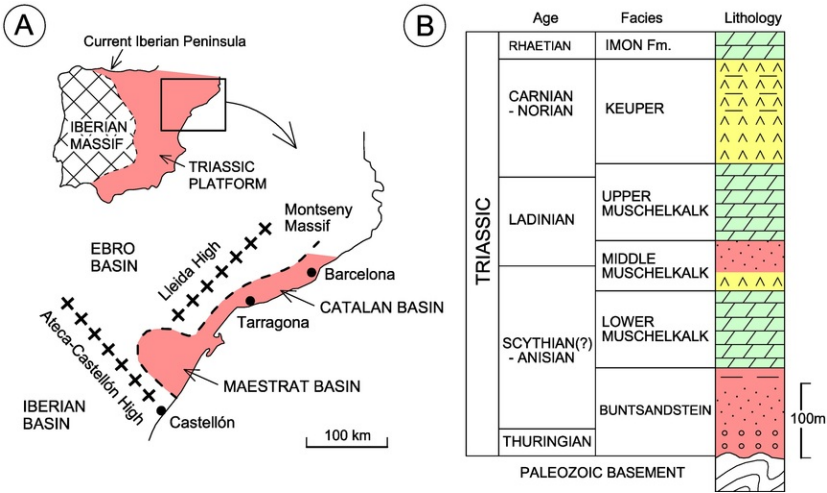 A
Current Iberian Peninsula
IBERIAN
MASSIF
TRIASSIC
PLATFORM
EBRO
BASIN
Lleida High
Montseny
Massif
Barcelona
CATALAN BASIN
Tarragona
Ateca-Castellón High
MAESTRAT BASIN
IBERIAN
BASIN
Castellón
100 km
B
Age Facies Lithology
TRIASSIC
RHAETIAN IMON Fm.
CARNIAN
- NORIAN
KEUPER
LADINIAN
UPPER
MUSCHELKALK
MIDDLE
MUSCHELKALK
SCYTHIAN(?)
- ANISIAN
LOWER
MUSCHELKALK
BUNTSANDSTEIN
100m
THURINGIAN
PALEOZOIC BASEMENT